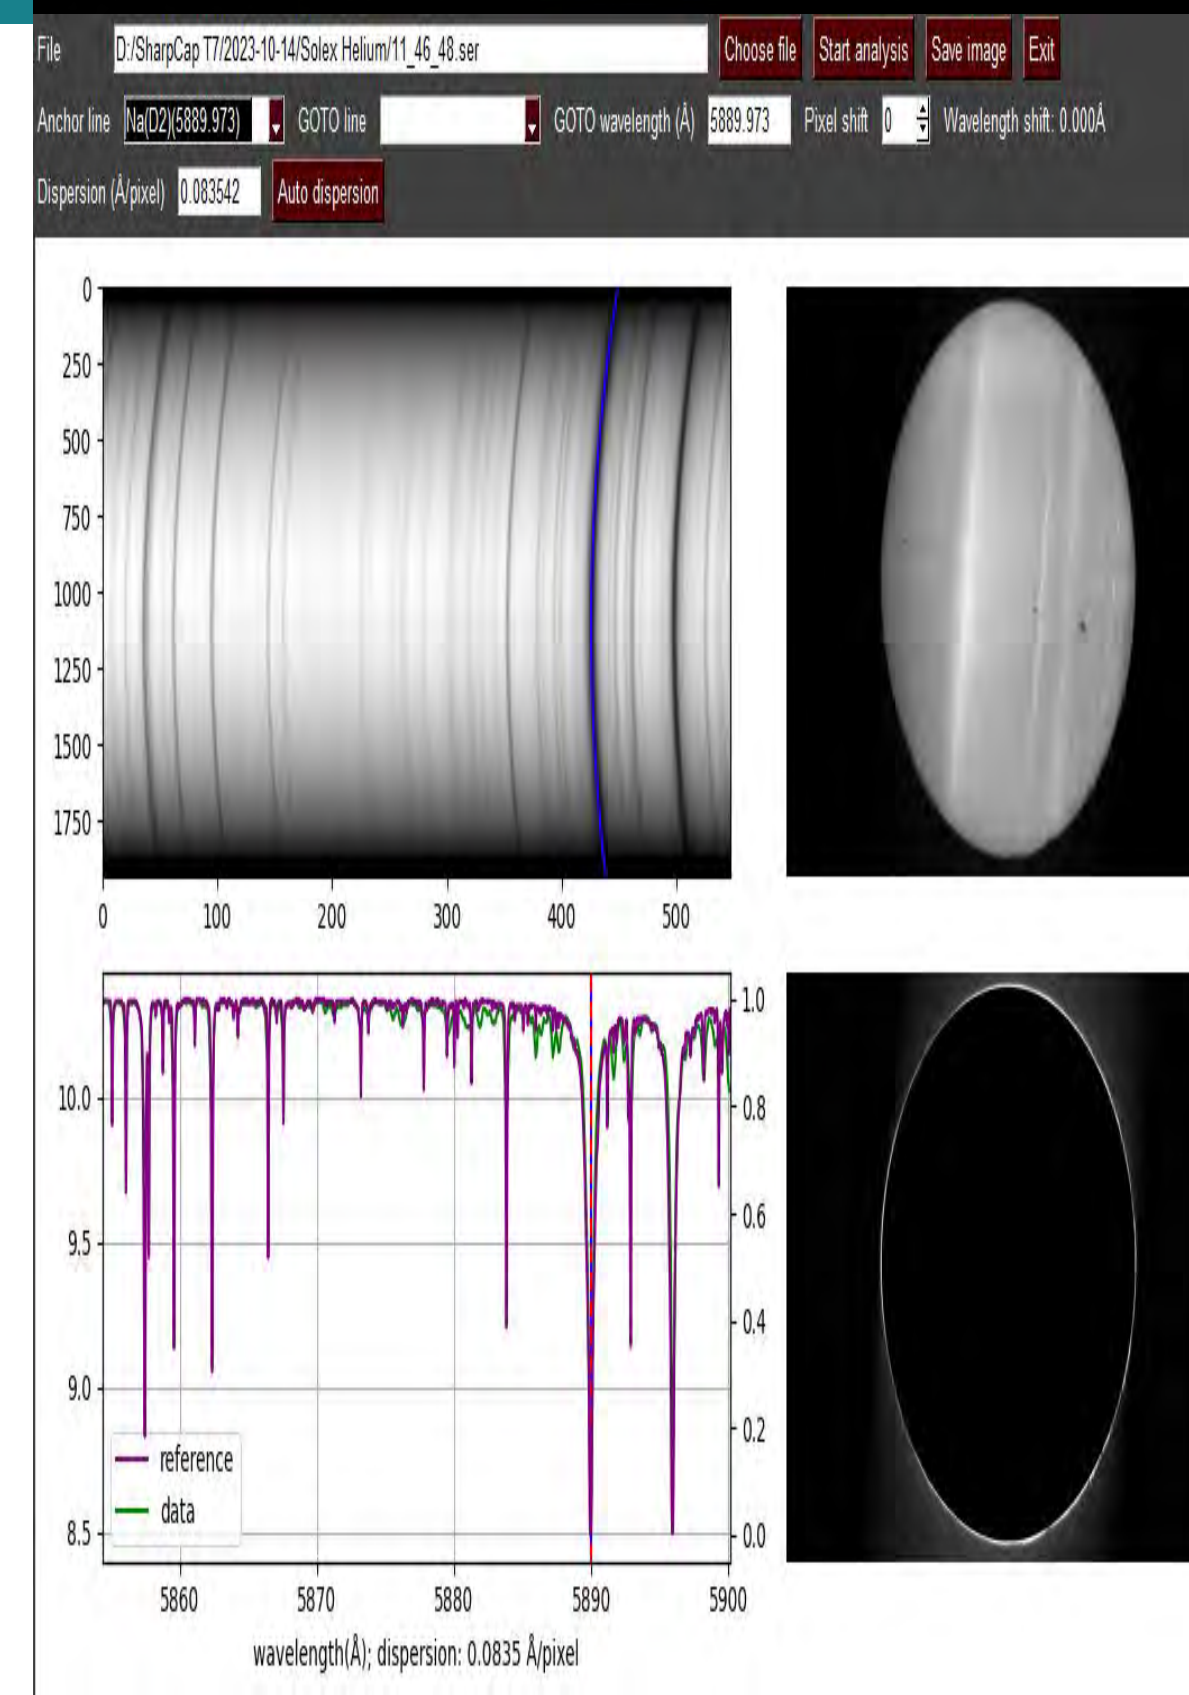 File D:/SharpCap T7/2023-10-14/Solex Helium/11_46_48.ser Choose file Start analysis Save image Exit
Anchor line Na(D2)(5889.973) GOTO line GOTO wavelength (Å) 5889.973 Pixel shift 0 Wavelength shift: 0.000Å
Dispersion (Å/pixel) 0.083542 Auto dispersion
0
250
500
750
1000
1250
1500
1750
0 100 200 300 400 500
1.0
10.0
0.8
0.6
9.5
0.4
9.0
0.2
reference
data
8.5
0.0
5860 5870 5880 5890 5900
wavelength(Å); dispersion: 0.0835 Å/pixel